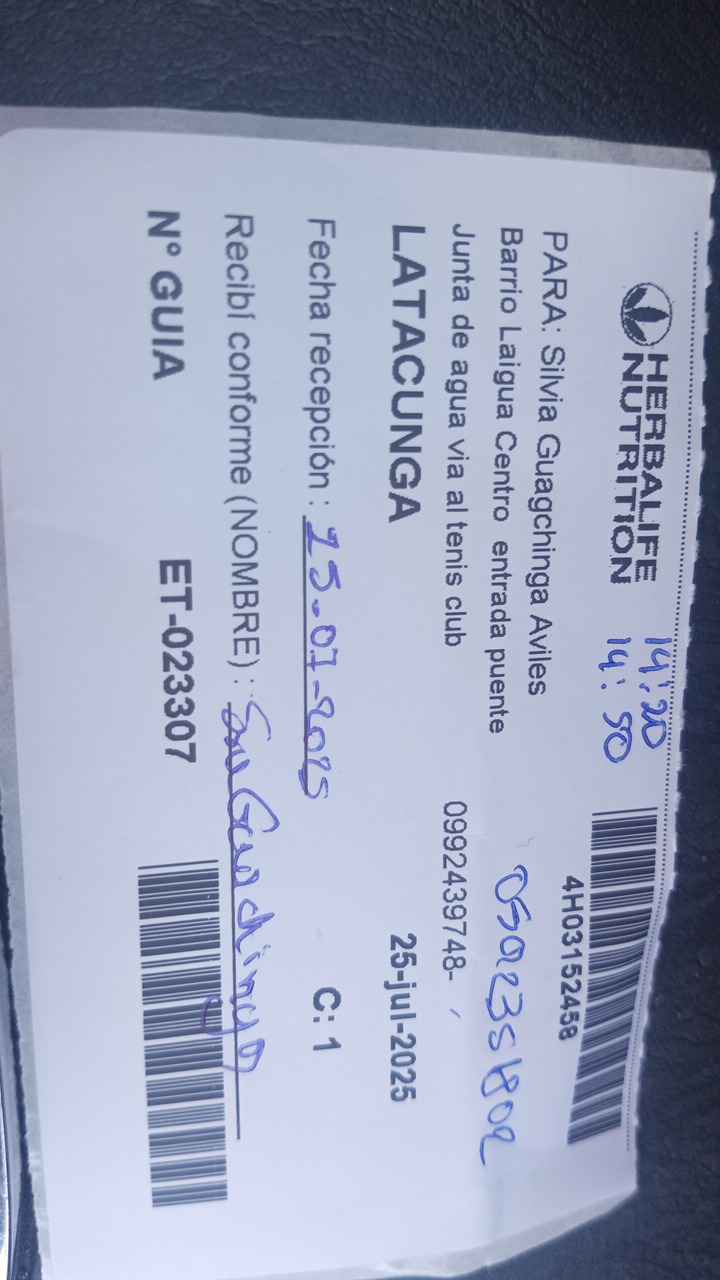 HERBALIFE
NUTRITION
14:20
14:50
4H03152458
PARA: Silvia Guagchinga Aviles
Barrio Laigua Centro entrada puente
Junta de agua via al tenis club
0992439748-
LATACUNGA
25-jul-2025
Fecha recepción : 25-07-2025
C: 1
Recibí conforme (NOMBRE) :
N° GUIA
ET-023307